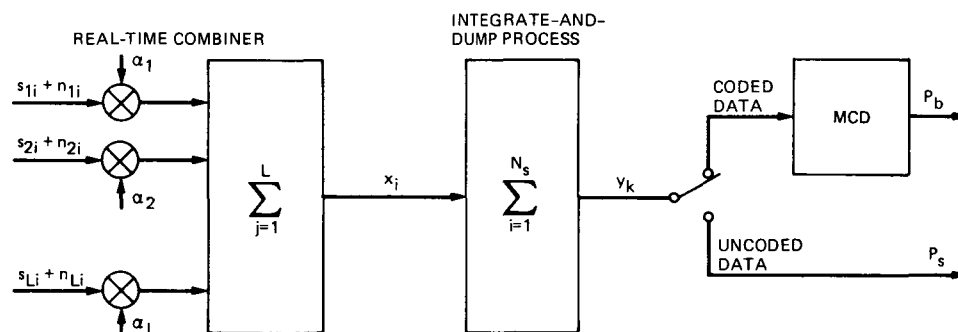 REAL-TIME COMBINER
INTEGRATE-AND-
DUMP PROCESS
α1
s1i + n1i
s2i + n2i
α2
sLi + nLi
αL
L
∑
j=1
xi
Ns
∑
i=1
yk
CODED
DATA
MCD
Pb
UNCODED
DATA
Ps